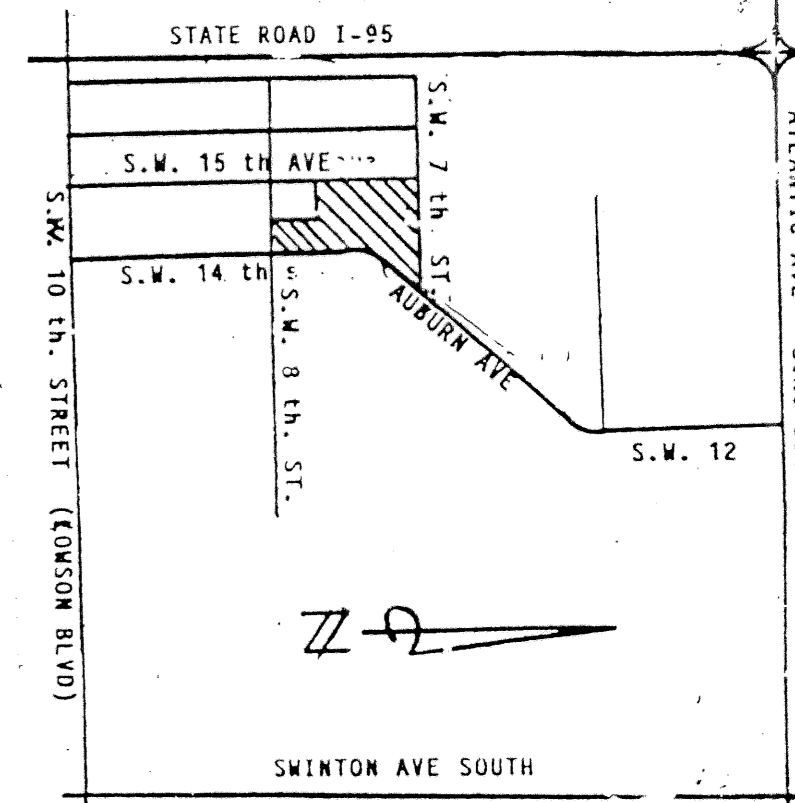 STATE ROAD I-95
S.W. 7 th. ST.
S.W. 15 th AVE
S.W. 14 th
S.W. 10 th. STREET (LOWSON BLVD)
S.W. 8 th. ST.
AUBURN AVE
S.W. 12
N
SWINTON AVE SOUTH